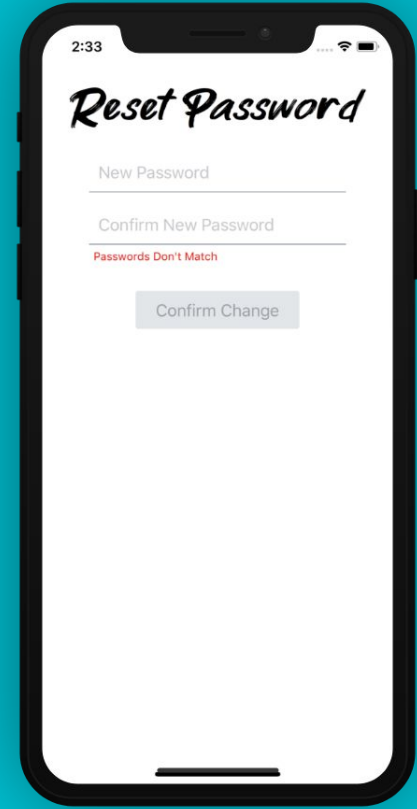 2:33
Reset Password
New Password
Confirm New Password
Passwords Don't Match
Confirm Change